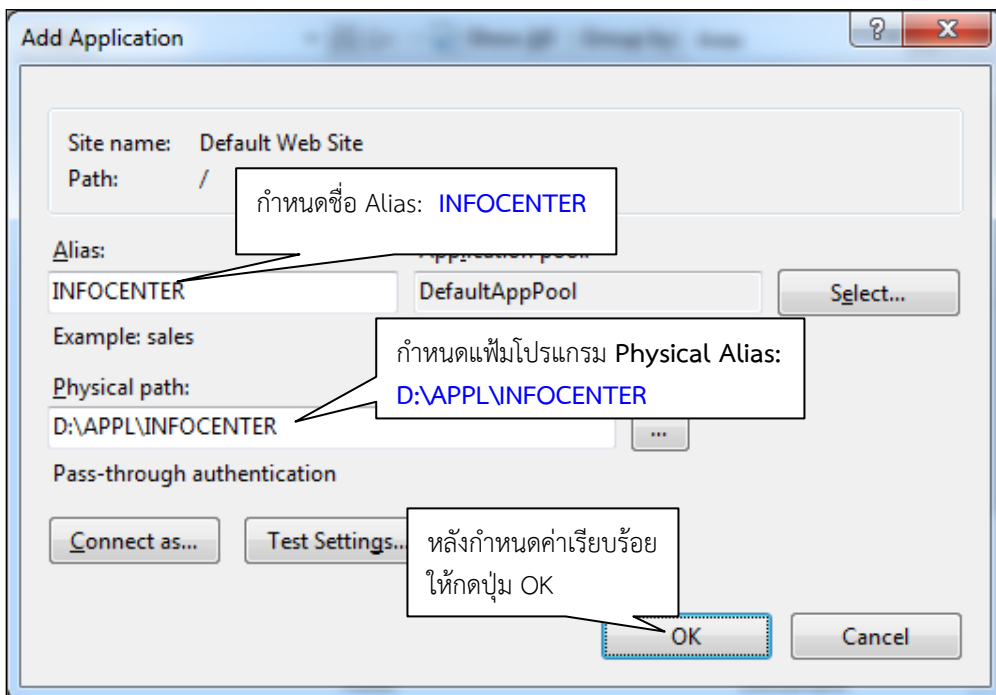 Add Application
Site name: Default Web Site
Path: /
กำหนดชื่อ Alias: INFOCENTER
Alias:
INFOCENTER
DefaultAppPool
Select...
Example: sales
กำหนดแฟ้มโปรแกรม Physical Alias:
D:\APPL\INFOCENTER
Physical path:
D:\APPL\INFOCENTER
...
Pass-through authentication
Connect as...
Test Settings...
หลังกำหนดค่าเรียบร้อย
ให้กดปุ่ม OK
OK
Cancel